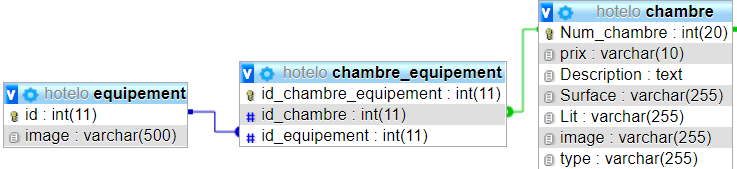 v hotelo equipement
id : int(11)
image : varchar(500)
v hotelo chambre_equipement
id_chambre_equipement : int(11)
# id_chambre : int(11)
# id_equipement : int(11)
v hotelo chambre
Num_chambre : int(20)
prix : varchar(10)
Description : text
Surface : varchar(255)
Lit : varchar(255)
image : varchar(255)
type : varchar(255)